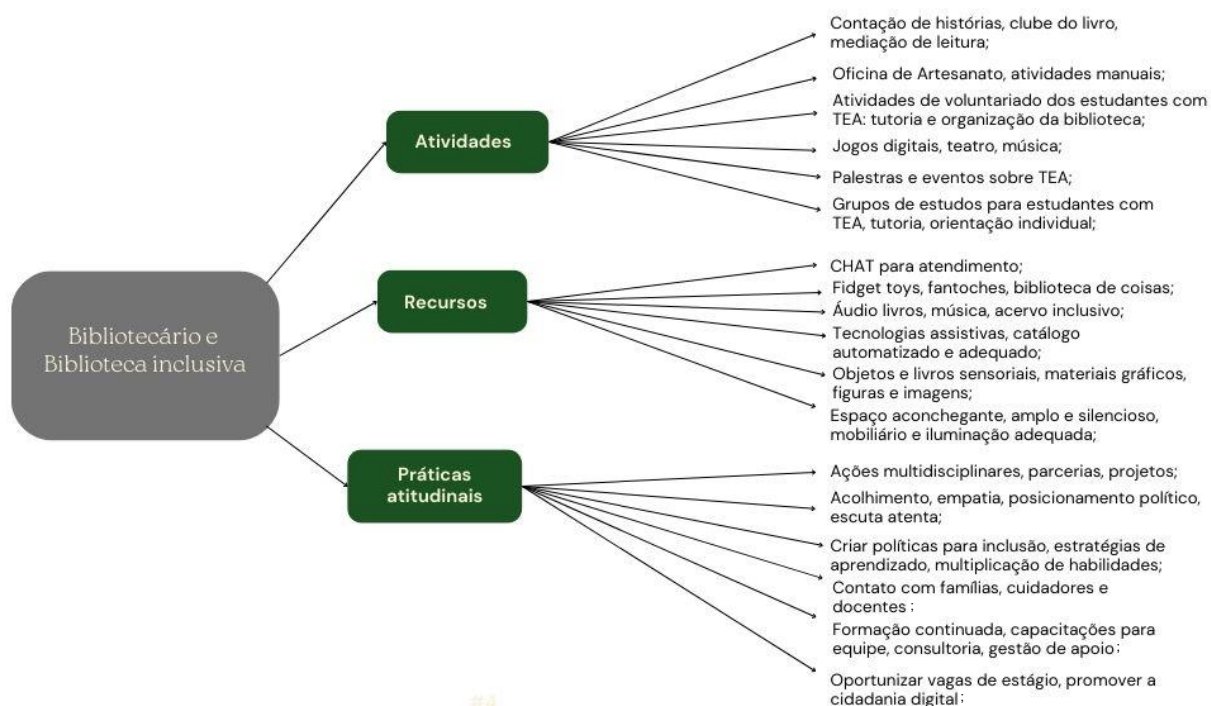 Bibliotecário e
Biblioteca inclusiva
Atividades
Contação de histórias, clube do livro,
mediação de leitura;
Oficina de Artesanato, atividades manuais;
Atividades de voluntariado dos estudantes com
TEA: tutoria e organização da biblioteca;
Jogos digitais, teatro, música;
Palestras e eventos sobre TEA;
Grupos de estudos para estudantes com
TEA, tutoria, orientação individual;
Recursos
CHAT para atendimento;
Fidget toys, fantoches, biblioteca de coisas;
Áudio livros, música, acervo inclusivo;
Tecnologias assistivas, catálogo
automatizado e adequado;
Objetos e livros sensoriais, materiais gráficos,
figuras e imagens;
Espaço aconchegante, amplo e silencioso,
mobiliário e iluminação adequada;
Práticas
atitudinais
Ações multidisciplinares, parcerias, projetos;
Acolhimento, empatia, posicionamento político,
escuta atenta;
Criar políticas para inclusão, estratégias de
aprendizado, multiplicação de habilidades;
Contato com famílias, cuidadores e
docentes ;
Formação continuada, capacitações para
equipe, consultoria, gestão de apoio;
Oportunizar vagas de estágio, promover a
cidadania digital;
#4